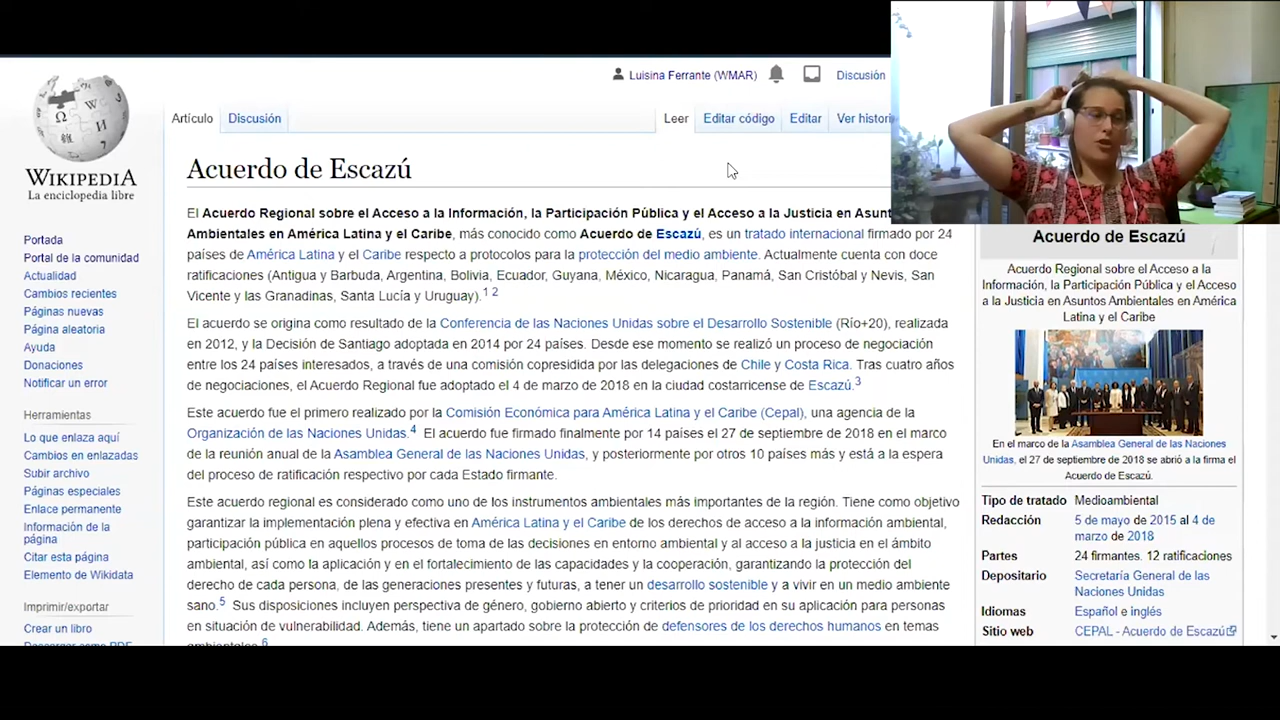 Luisina Ferrante (WMAR)
Discusión
Artículo
Discusión
Leer
Editar código
Editar
Ver histori
WIKIPEDIA
La enciclopedia libre
Portada
Portal de la comunidad
Actualidad
Cambios recientes
Páginas nuevas
Página aleatoria
Ayuda
Donaciones
Notificar un error
Herramientas
Lo que enlaza aquí
Cambios en enlazadas
Subir archivo
Páginas especiales
Enlace permanente
Información de la
página
Citar esta página
Elemento de Wikidata
Imprimir/exportar
Crear un libro
Descargar como PDF
Acuerdo de Escazú
El Acuerdo Regional sobre el Acceso a la Información, la Participación Pública y el Acceso a la Justicia en Asunt
Ambientales en América Latina y el Caribe, más conocido como Acuerdo de Escazú, es un tratado internacional firmado por 24
países de América Latina y el Caribe respecto a protocolos para la protección del medio ambiente. Actualmente cuenta con doce
ratificaciones (Antigua y Barbuda, Argentina, Bolivia, Ecuador, Guyana, México, Nicaragua, Panamá, San Cristóbal y Nevis, San
Vicente y las Granadinas, Santa Lucía y Uruguay).1 2
El acuerdo se origina como resultado de la Conferencia de las Naciones Unidas sobre el Desarrollo Sostenible (Río+20), realizada
en 2012, y la Decisión de Santiago adoptada en 2014 por 24 países. Desde ese momento se realizó un proceso de negociación
entre los 24 países interesados, a través de una comisión copresidida por las delegaciones de Chile y Costa Rica. Tras cuatro años
de negociaciones, el Acuerdo Regional fue adoptado el 4 de marzo de 2018 en la ciudad costarricense de Escazú.3
Este acuerdo fue el primero realizado por la Comisión Económica para América Latina y el Caribe (Cepal), una agencia de la
Organización de las Naciones Unidas.4 El acuerdo fue firmado finalmente por 14 países el 27 de septiembre de 2018 en el marco
de la reunión anual de la Asamblea General de las Naciones Unidas, y posteriormente por otros 10 países más y está a la espera
del proceso de ratificación respectivo por cada Estado firmante.
Este acuerdo regional es considerado como uno de los instrumentos ambientales más importantes de la región. Tiene como objetivo
garantizar la implementación plena y efectiva en América Latina y el Caribe de los derechos de acceso a la información ambiental,
participación pública en aquellos procesos de toma de las decisiones en entorno ambiental y al acceso a la justicia en el ámbito
ambiental, así como la aplicación y en el fortalecimiento de las capacidades y la cooperación, garantizando la protección del
derecho de cada persona, de las generaciones presentes y futuras, a tener un desarrollo sostenible y a vivir en un medio ambiente
sano.5 Sus disposiciones incluyen perspectiva de género, gobierno abierto y criterios de prioridad en su aplicación para personas
en situación de vulnerabilidad. Además, tiene un apartado sobre la protección de defensores de los derechos humanos en temas
ambientales.6
Acuerdo de Escazú
Acuerdo Regional sobre el Acceso a la
Información, la Participación Pública y el Acceso
a la Justicia en Asuntos Ambientales en América
Latina y el Caribe
En el marco de la Asamblea General de las Naciones
Unidas, el 27 de septiembre de 2018 se abrió a la firma el
Acuerdo de Escazú.
Tipo de tratado Medioambiental
Redacción 5 de mayo de 2015 al 4 de
marzo de 2018
Partes 24 firmantes. 12 ratificaciones
Depositario Secretaría General de las
Naciones Unidas
Idiomas Español e inglés
Sitio web CEPAL - Acuerdo de Escazú